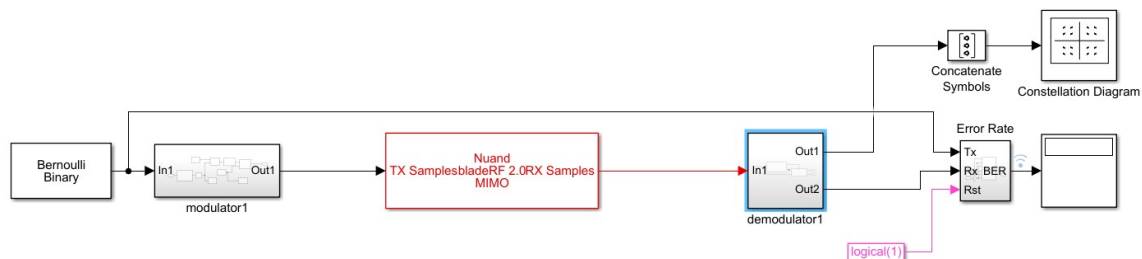 Concatenate
Symbols
Constellation Diagram
Bernoulli
Binary
In1
Out1
modulator1
Nuand
TX SamplesbladeRF 2.0RX Samples
MIMO
In1
Out1
Out2
demodulator1
Error Rate
Tx
Rx BER
Rst
logical(1)